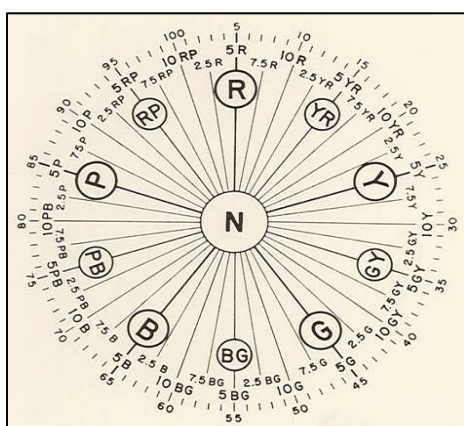 5
10
15
20
25
30
35
40
45
50
55
60
65
70
75
80
85
90
95
100
5R
7.5R
10R
2.5YR
5YR
7.5YR
10YR
2.5Y
5Y
7.5Y
10Y
2.5GY
5GY
7.5GY
10GY
2.5G
5G
7.5G
10G
2.5BG
5BG
7.5BG
10BG
2.5B
5B
7.5B
10B
2.5PB
5PB
7.5PB
10PB
2.5P
5P
7.5P
10P
2.5RP
5RP
7.5RP
10RP
2.5R
R
YR
Y
GY
G
BG
B
PB
P
RP
N